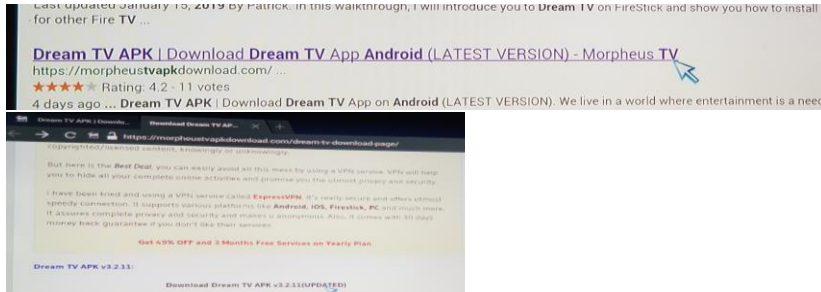 Last updated January 15, 2019 By Patrick. In this walkthrough, I will introduce you to Dream TV on FireStick and show you how to install
for other Fire TV ...
Dream TV APK | Download Dream TV App Android (LATEST VERSION) - Morpheus TV
https://morpheustvapkdownload.com/ ...
Rating: 4.2 - 11 votes
4 days ago ... Dream TV APK | Download Dream TV App on Android (LATEST VERSION). We live in a world where entertainment is a need
Dream TV APK | Downlo...
Download Dream TV AP...
https://morpheustvapkdownload.com/dream-tv-download-page/
copyrighted/licensed content, knowingly or unknowingly.
But here is the Best Deal, you can easily avoid all this mess by using a VPN service. VPN will help
you to hide all your complete online activities and promise you the utmost privacy and security.
I have been tried and using a VPN service called ExpressVPN, it's really secure and offers utmost
speedy connection. It supports various platforms like Android, IOS, Firestick, PC and much more.
It assures complete privacy and security and makes u anonymous. Also, it comes with 30 days
money back guarantee if you don't like their services.
Get 49% OFF and 3 Months Free Services on Yearly Plan
Dream TV APK v3.2.11:
Download Dream TV APK v3.2.11(UPDATED)